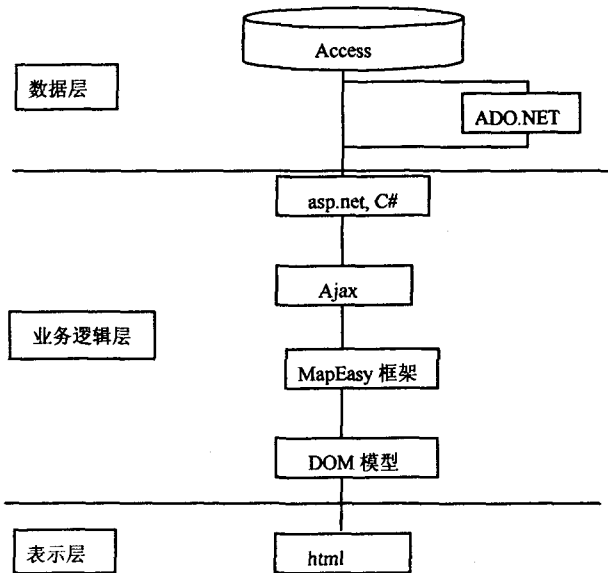 Access
数据层
ADO.NET
asp.net, C#
Ajax
业务逻辑层
MapEasy 框架
DOM 模型
表示层
html